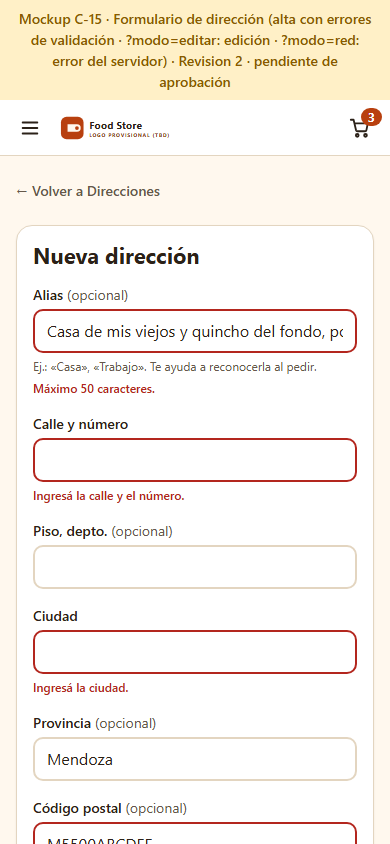 Mockup C-15 · Formulario de dirección (alta con errores
de validación · ?modo=editar: edición · ?modo=red:
error del servidor) · Revision 2 · pendiente de
aprobación
Food Store
LOGO PROVISIONAL (TBD)
3
← Volver a Direcciones
Nueva dirección
Alias (opcional)
Casa de mis viejos y quincho del fondo, po
Ej.: «Casa», «Trabajo». Te ayuda a reconocerla al pedir.
Máximo 50 caracteres.
Calle y número
Ingresá la calle y el número.
Piso, depto. (opcional)
Ciudad
Ingresá la ciudad.
Provincia (opcional)
Mendoza
Código postal (opcional)
M5500ABCDEF